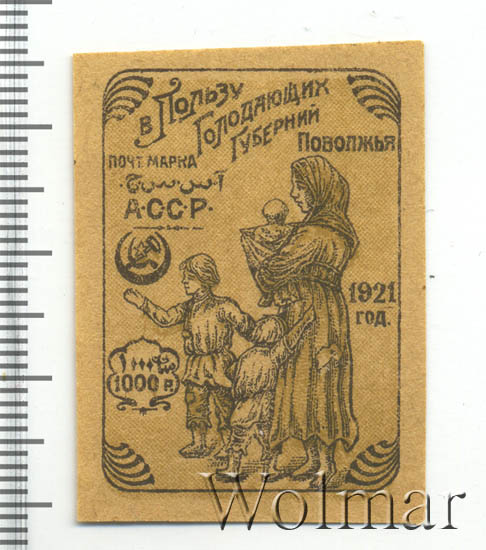 В Пользу
Голодающих
Губерний
Поволжья
ПОЧТ. МАРКА
А·С·С·Р·
1921
ГОД.
1000 Р.
Wolmar